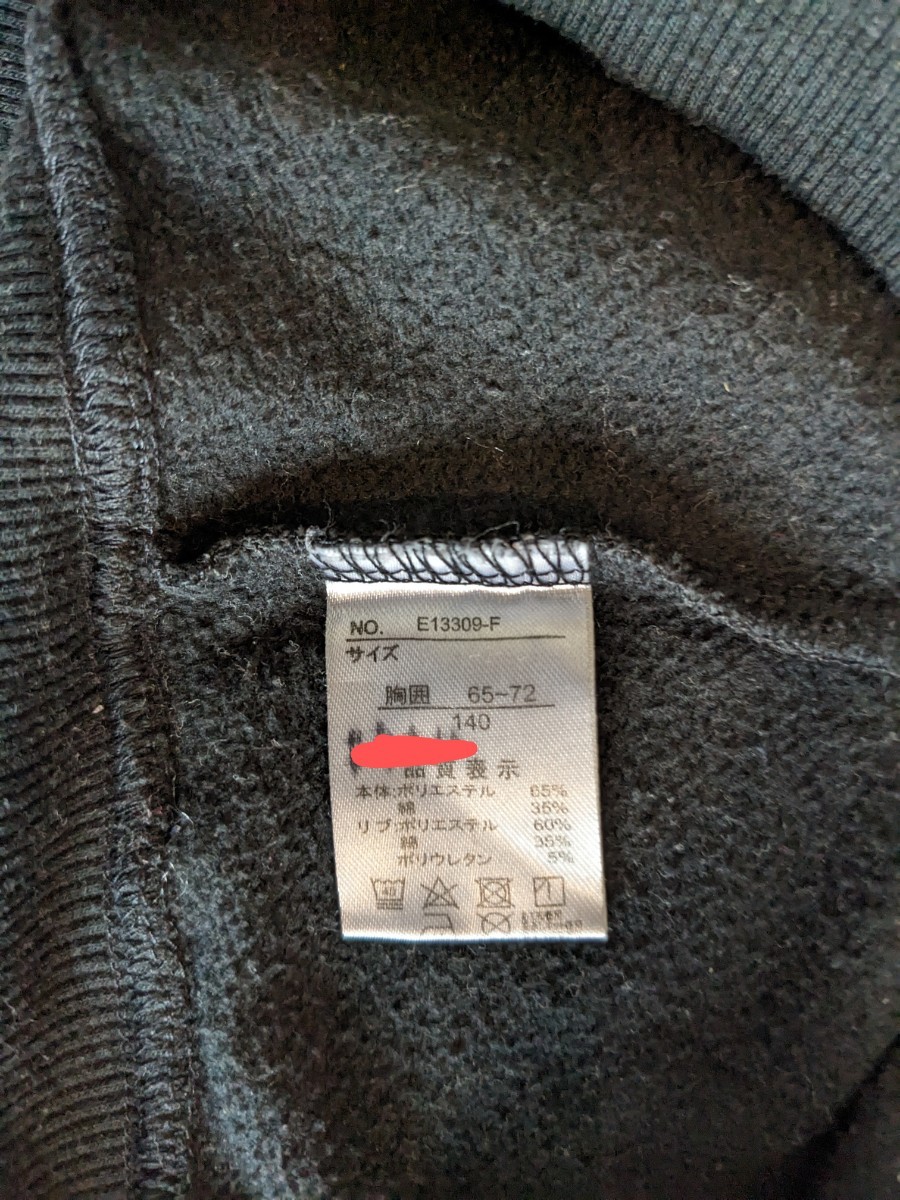 NO. E13309-F
サイズ
胸囲 65~72
140
品質表示
本体:ポリエステル 65%
綿 35%
リブ:ポリエステル 60%
綿 35%
ポリウレタン 5%